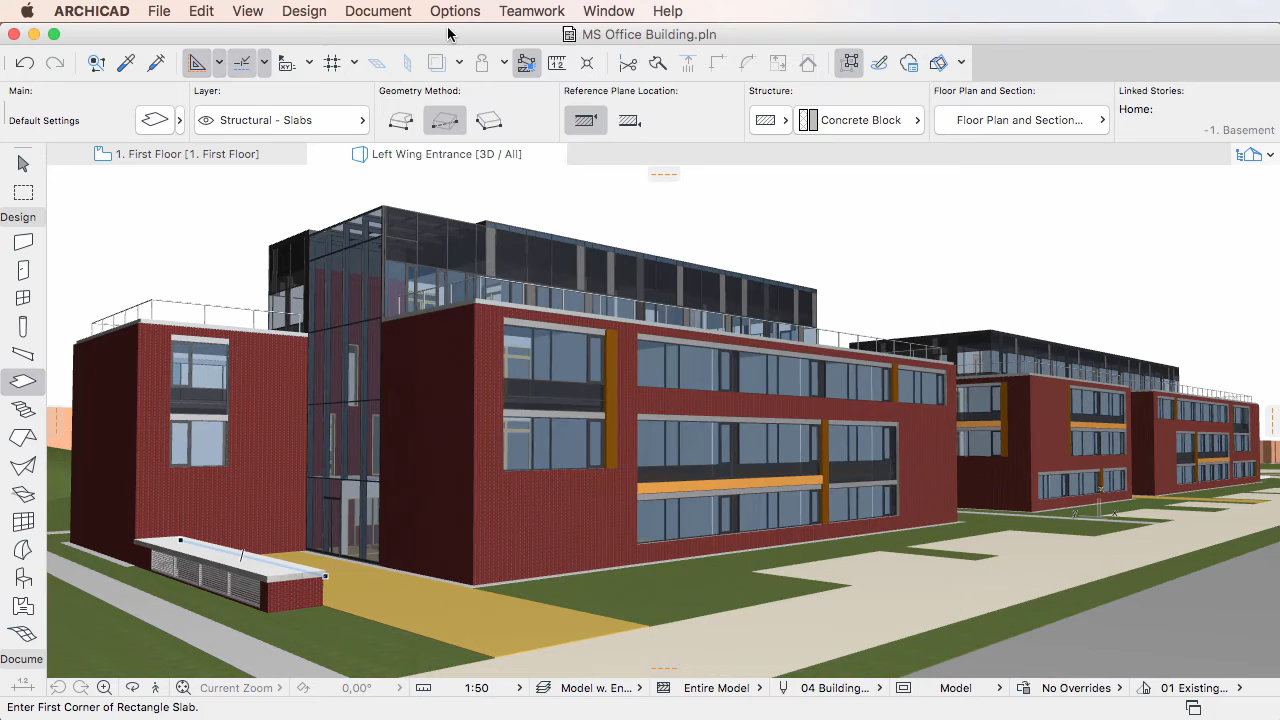 ARCHICAD File Edit View Design Document Options Teamwork Window Help
MS Office Building.pln
Main: Layer: Geometry Method: Reference Plane Location: Structure: Floor Plan and Section: Linked Stories:
Default Settings Structural - Slabs Concrete Block Floor Plan and Section... Home:
-1. Basement
1. First Floor [1. First Floor] Left Wing Entrance [3D / All]
Design
Docume
1.2
Current Zoom 0,00° 1:50 Model w. En... Entire Model 04 Building... Model No Overrides 01 Existing...
Enter First Corner of Rectangle Slab.